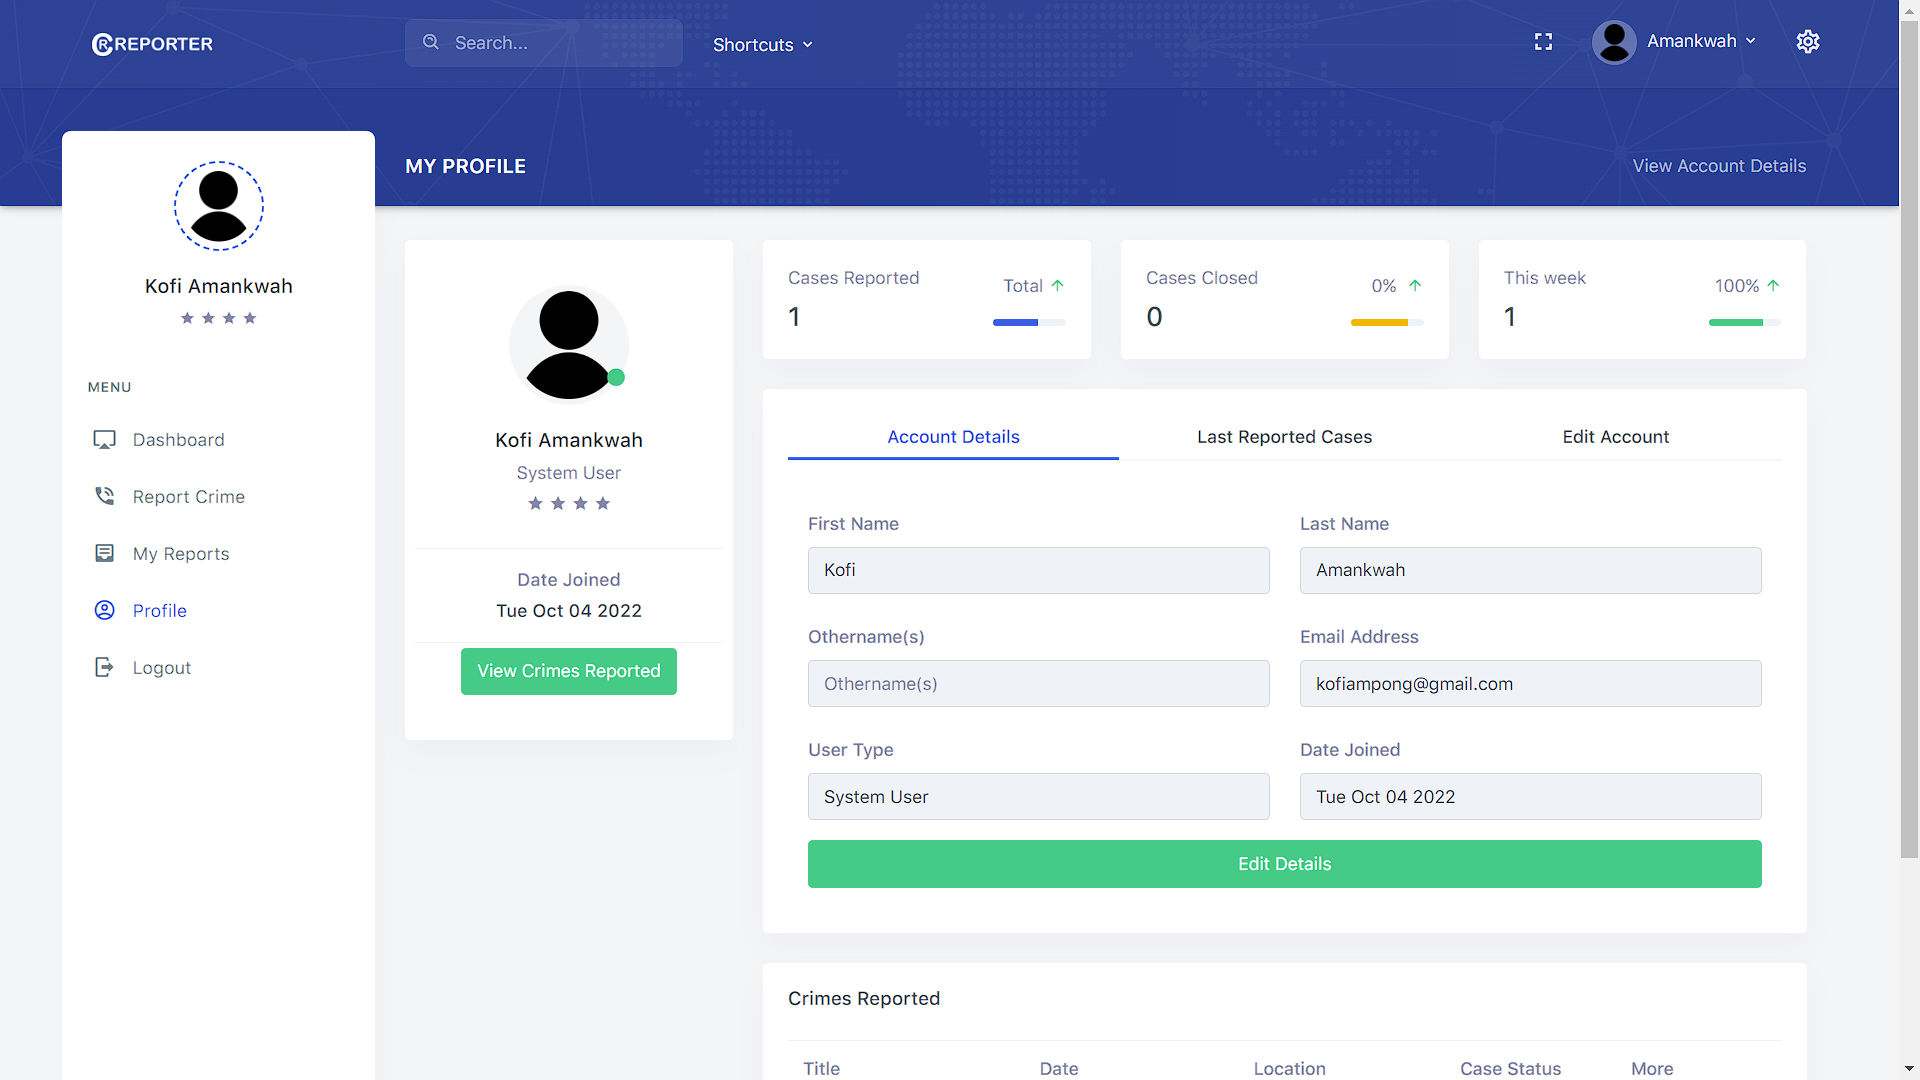 CREPORTER
Search...
Shortcuts
Amankwah
MY PROFILE
View Account Details
Kofi Amankwah
MENU
Dashboard
Report Crime
My Reports
Profile
Logout
Kofi Amankwah
System User
Date Joined
Tue Oct 04 2022
View Crimes Reported
Cases Reported
Total
1
Cases Closed
0%
0
This week
100%
1
Account Details
Last Reported Cases
Edit Account
First Name
Last Name
Kofi
Amankwah
Othername(s)
Email Address
Othername(s)
kofiampong@gmail.com
User Type
Date Joined
System User
Tue Oct 04 2022
Edit Details
Crimes Reported
Title
Date
Location
Case Status
More